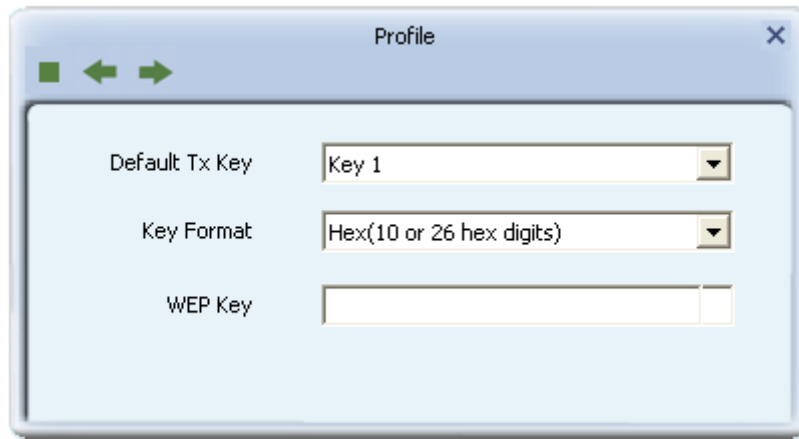 Profile
Default Tx Key Key 1
Key Format Hex(10 or 26 hex digits)
WEP Key